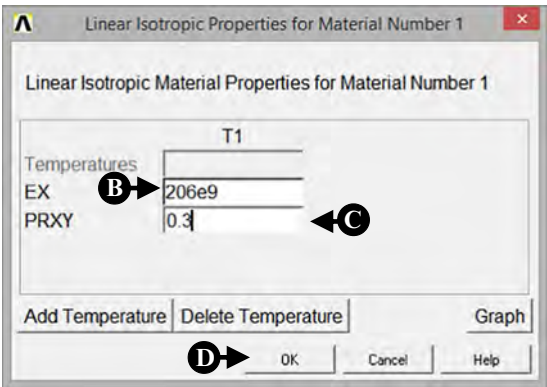 Linear Isotropic Properties for Material Number 1
Linear Isotropic Material Properties for Material Number 1
T1
Temperatures
EX B 206e9
PRXY 0.3 C
Add Temperature Delete Temperature Graph
D OK Cancel Help